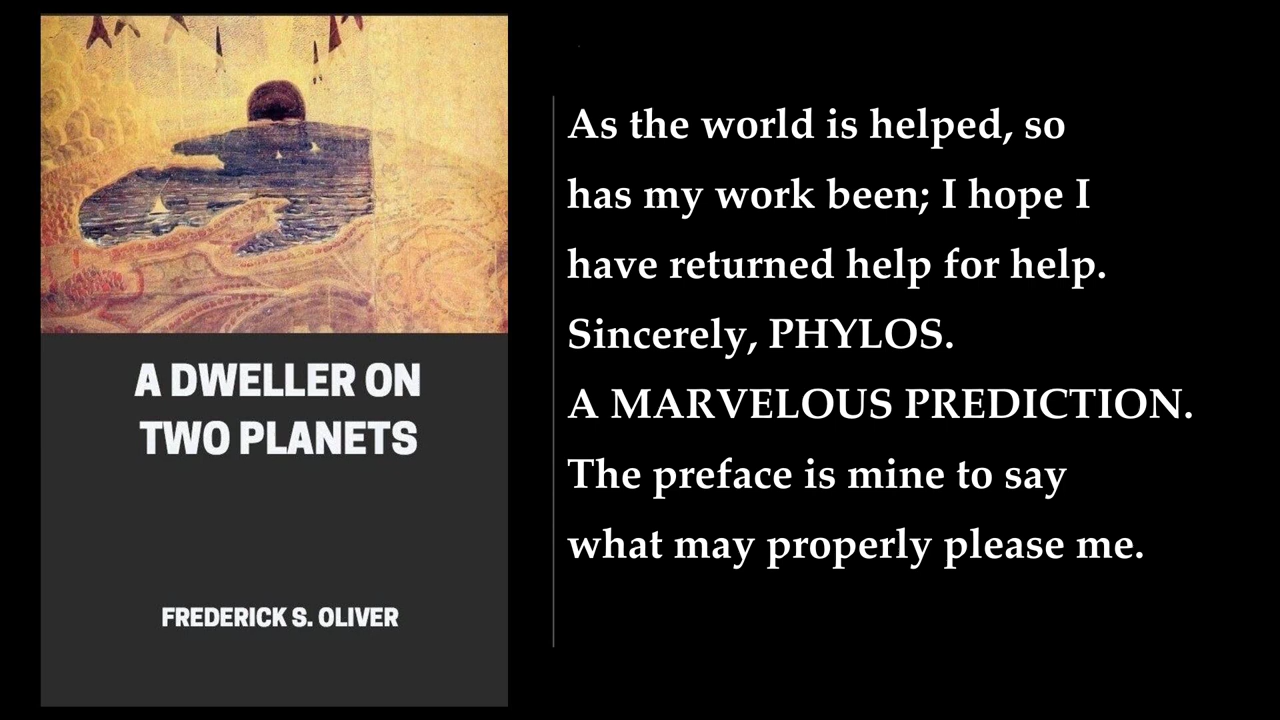 A DWELLER ON
TWO PLANETS
FREDERICK S. OLIVER
As the world is helped, so
has my work been; I hope I
have returned help for help.
Sincerely, PHYLOS.
A MARVELOUS PREDICTION.
The preface is mine to say
what may properly please me.